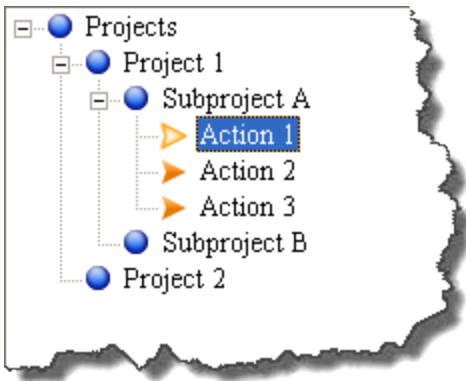 Projects
Project 1
Subproject A
Action 1
Action 2
Action 3
Subproject B
Project 2